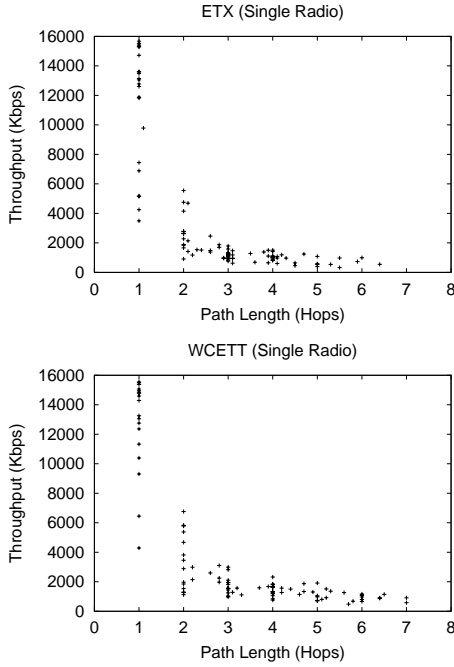 ETX (Single Radio)
16000
14000
12000
10000
8000
6000
4000
2000
0
Throughput (Kbps)
0 1 2 3 4 5 6 7 8
Path Length (Hops)
WCETT (Single Radio)
16000
14000
12000
10000
8000
6000
4000
2000
0
Throughput (Kbps)
0 1 2 3 4 5 6 7 8
Path Length (Hops)